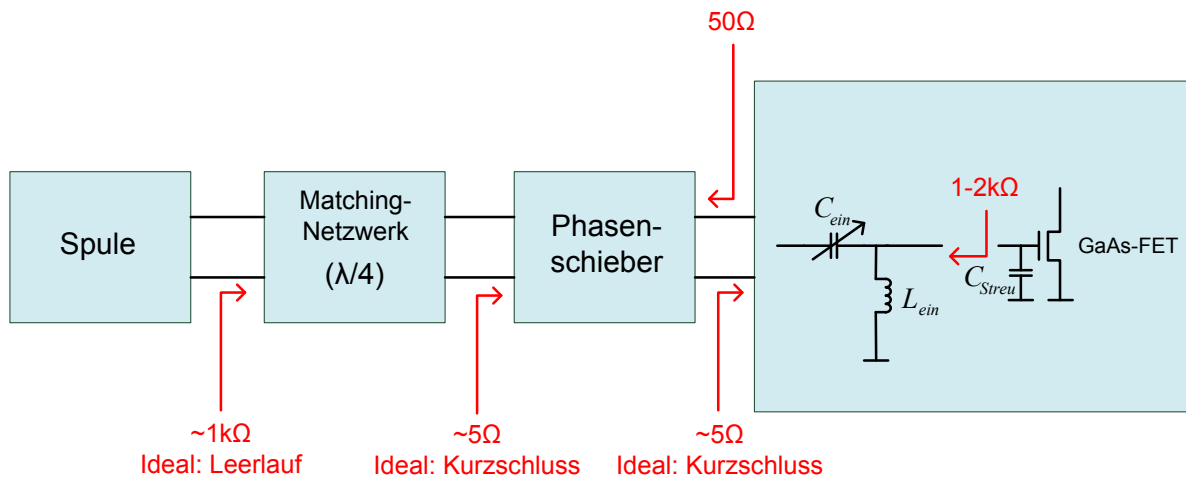 50Ω
Spule
Matching-
Netzwerk
(λ/4)
Phasen-
schieber
C_ein
L_ein
1-2kΩ
C_Streu
GaAs-FET
~1kΩ
Ideal: Leerlauf
~5Ω
Ideal: Kurzschluss
~5Ω
Ideal: Kurzschluss